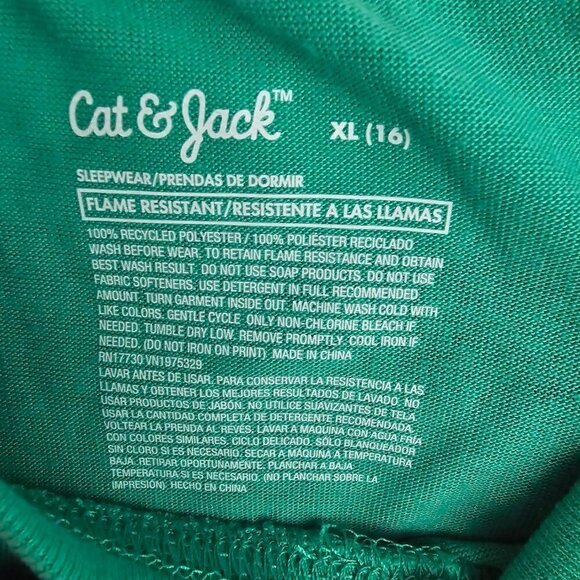 Cat & Jack™ XL (16)
SLEEPWEAR/PRENDAS DE DORMIR
FLAME RESISTANT/RESISTENTE A LAS LLAMAS
100% RECYCLED POLYESTER / 100% POLIÉSTER RECICLADO
WASH BEFORE WEAR. TO RETAIN FLAME RESISTANCE AND OBTAIN
BEST WASH RESULT. DO NOT USE SOAP PRODUCTS. DO NOT USE
FABRIC SOFTENERS. USE DETERGENT IN FULL RECOMMENDED
AMOUNT. TURN GARMENT INSIDE OUT. MACHINE WASH COLD WITH
LIKE COLORS. GENTLE CYCLE ONLY NON-CHLORINE BLEACH IF
NEEDED. TUMBLE DRY LOW. REMOVE PROMPTLY. COOL IRON IF
NEEDED. (DO NOT IRON ON PRINT) MADE IN CHINA
RN17730 VN1975329
LAVAR ANTES DE USAR. PARA CONSERVAR LA RESISTENCIA A LAS
LLAMAS Y OBTENER LOS MEJORES RESULTADOS DE LAVADO. NO
USAR PRODUCTOS DE JABÓN. NO UTILICE SUAVIZANTES DE TELA
USAR LA CANTIDAD COMPLETA DE DETERGENTE RECOMENDADA.
VOLTEAR LA PRENDA AL REVÉS. LAVAR A MÁQUINA CON AGUA FRÍA
CON COLORES SIMILARES. CICLO DELICADO. SÓLO BLANQUEADOR
SIN CLORO SI ES NECESARIO. SECAR A MÁQUINA A TEMPERATURA
BAJA. RETIRAR OPORTUNAMENTE. PLANCHAR A BAJA
TEMPERATURA SI ES NECESARIO. (NO PLANCHAR SOBRE LA
IMPRESIÓN) HECHO EN CHINA